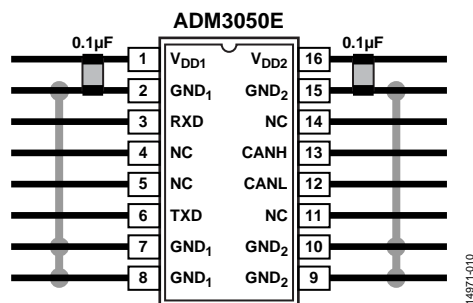 ADM3050E
0.1µF 0.1µF
1 VDD1 VDD2 16
2 GND1 GND2 15
3 RXD NC 14
4 NC CANH 13
5 NC CANL 12
6 TXD NC 11
7 GND1 GND2 10
8 GND1 GND2 9
14971-010